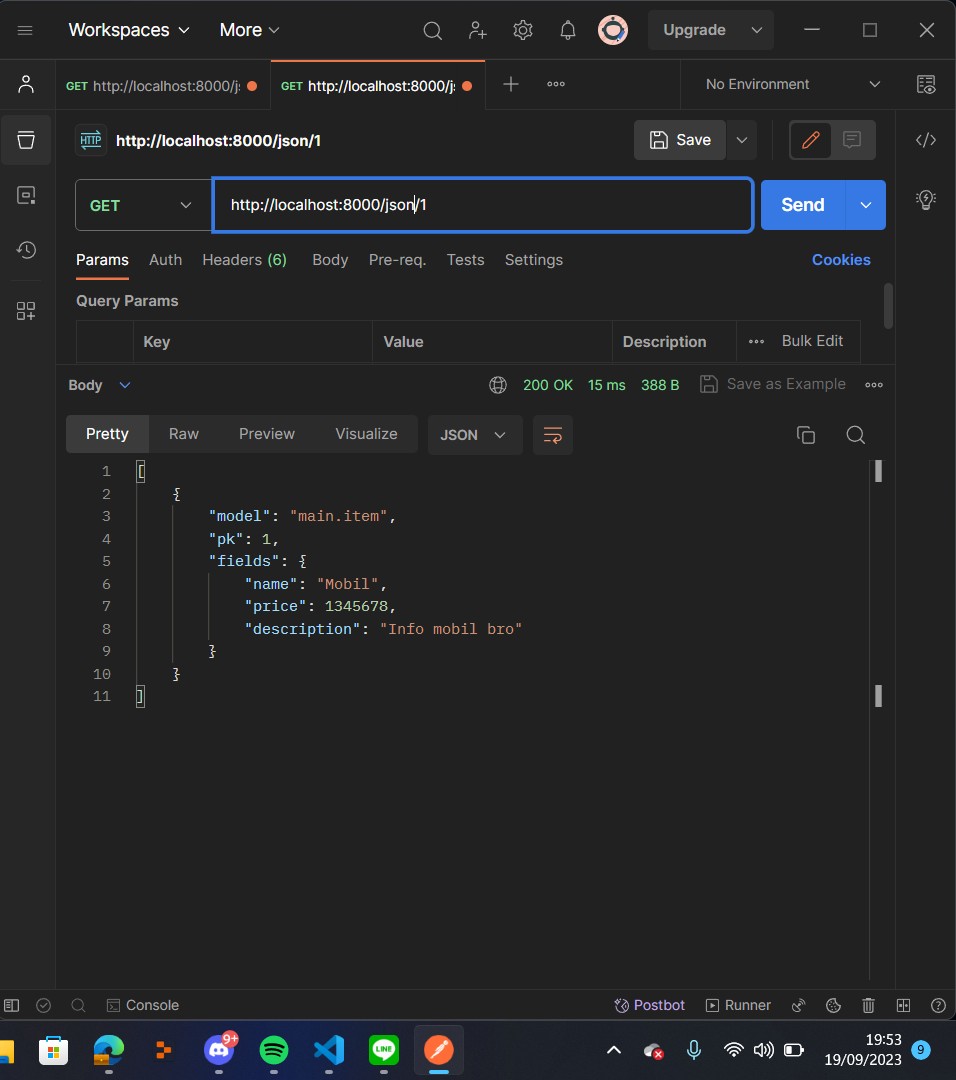 Workspaces More Upgrade
GET http://localhost:8000/j: GET http://localhost:8000/j: No Environment
HTTP http://localhost:8000/json/1 Save
GET http://localhost:8000/json/1 Send
Params Auth Headers (6) Body Pre-req. Tests Settings Cookies
Query Params
Key Value Description Bulk Edit
Body 200 OK 15 ms 388 B Save as Example
Pretty Raw Preview Visualize JSON
1 [
2 {
3 "model": "main.item",
4 "pk": 1,
5 "fields": {
6 "name": "Mobil",
7 "price": 1345678,
8 "description": "Info mobil bro"
9 }
10 }
11 ]
Console Postbot Runner
9+ LINE 19:53
19/09/2023 9